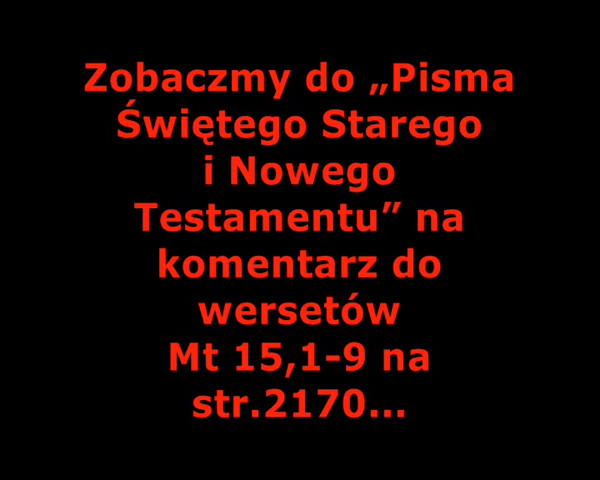 Zobaczmy do „Pisma
Świętego Starego
i Nowego
Testamentu” na
komentarz do
wersetów
Mt 15,1-9 na
str.2170...